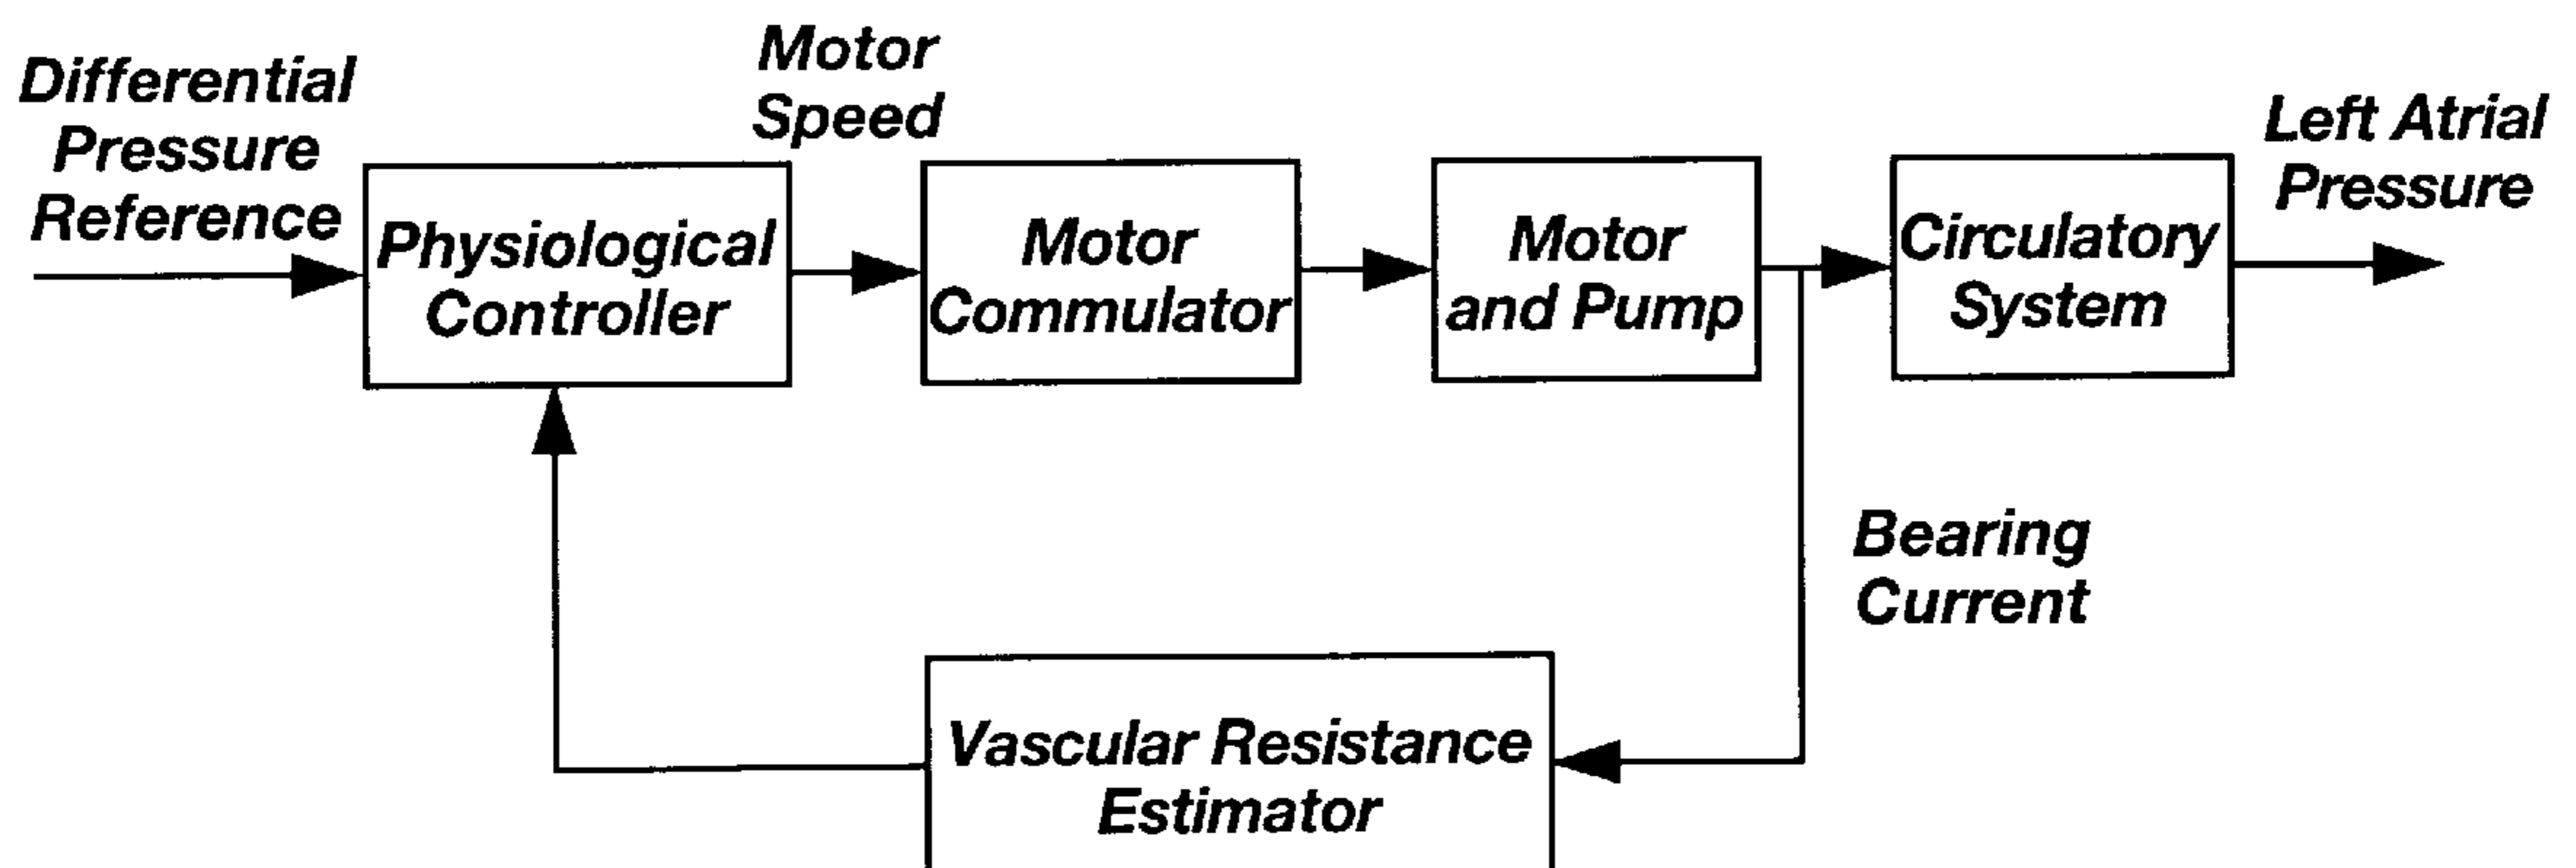 Differential
Pressure
Reference
Physiological
Controller
Motor
Speed
Motor
Commulator
Motor
and Pump
Circulatory
System
Left Atrial
Pressure
Bearing
Current
Vascular Resistance
Estimator